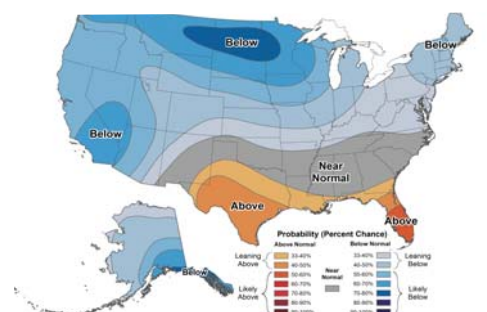 Below
Below
Below
Near
Normal
Above
Above
Below
Probability (Percent Chance)
Above Normal
Below Normal
Leaning
Above
33-40%
40-50%
50-60%
60-70%
70-80%
80-90%
Likely
Above
Near
Normal
33-40%
40-50%
50-60%
60-70%
70-80%
80-90%
Leaning
Below
Likely
Below